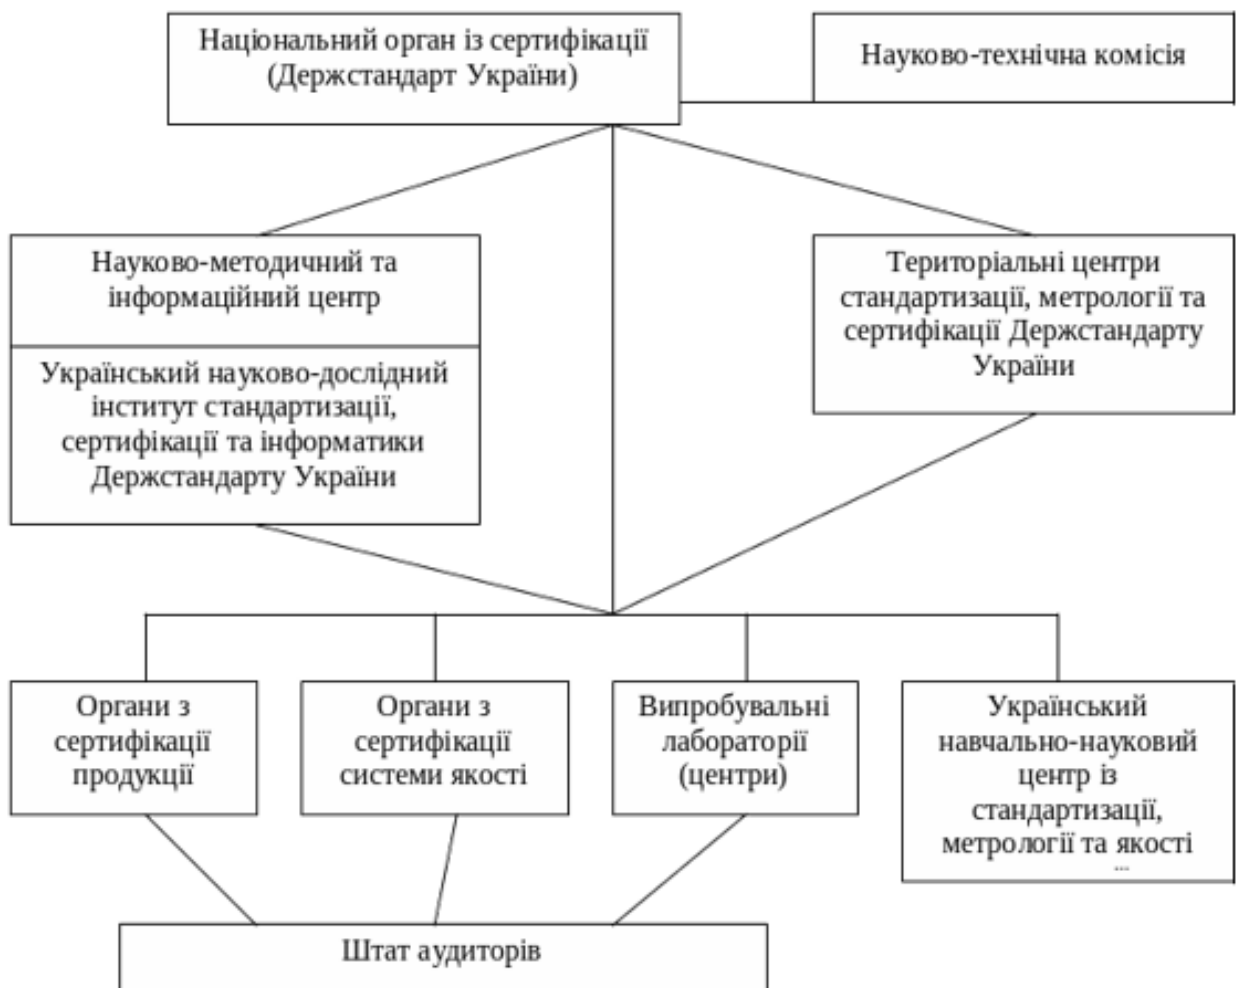 Національний орган із сертифікації
(Держстандарт України)
Науково-технічна комісія
Науково-методичний та
інформаційний центр
Український науково-дослідний
інститут стандартизації,
сертифікації та інформатики
Держстандарту України
Територіальні центри
стандартизації, метрології та
сертифікації Держстандарту
України
Органи з
сертифікації
продукції
Органи з
сертифікації
системи якості
Випробувальні
лабораторії
(центри)
Український
навчально-науковий
центр із
стандартизації,
метрології та якості
...
Штат аудиторів